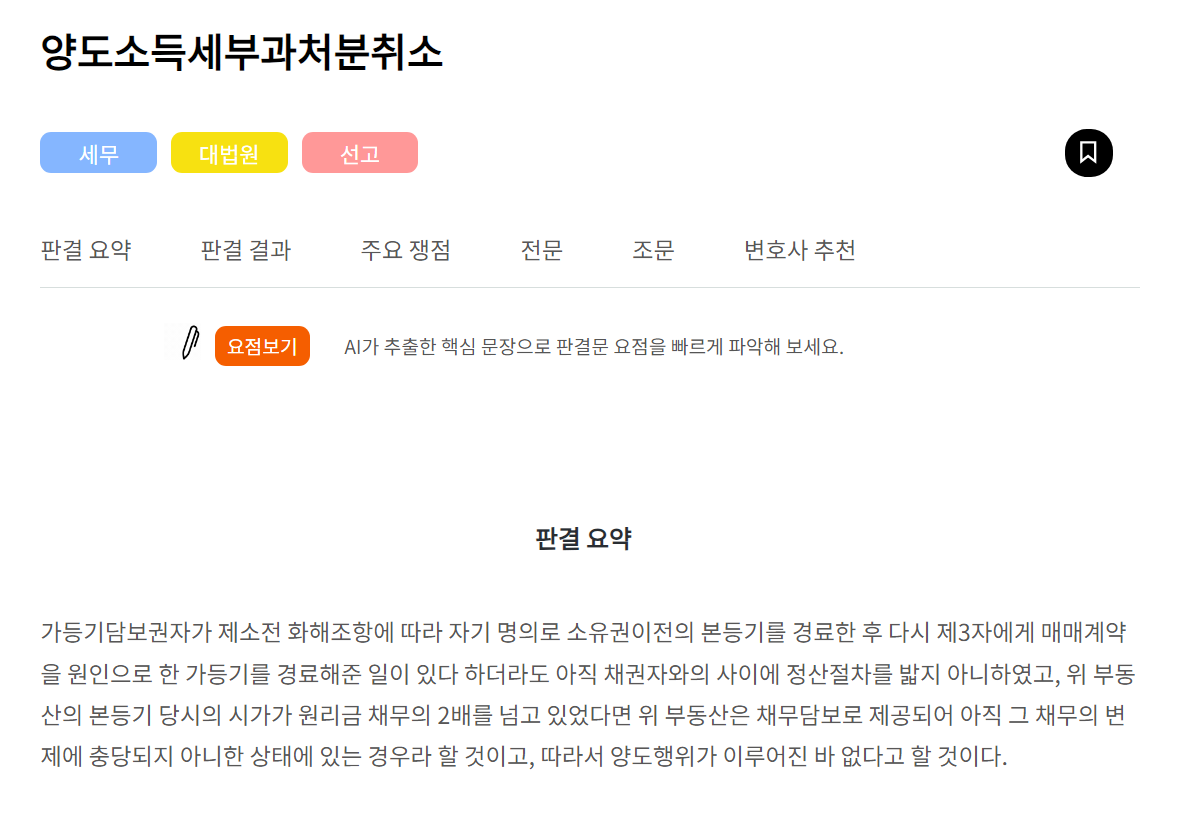 양도소득세부과처분취소
세무 대법원 선고
판결 요약 판결 결과 주요 쟁점 전문 조문 변호사 추천
요점보기 AI가 추출한 핵심 문장으로 판결문 요점을 빠르게 파악해 보세요.
판결 요약
가등기담보권자가 제소전 화해조항에 따라 자기 명의로 소유권이전의 본등기를 경료한 후 다시 제3자에게 매매계약
을 원인으로 한 가등기를 경료해준 일이 있다 하더라도 아직 채권자와의 사이에 정산절차를 밟지 아니하였고, 위 부동
산의 본등기 당시의 시가가 원리금 채무의 2배를 넘고 있었다면 위 부동산은 채무담보로 제공되어 아직 그 채무의 변
제에 충당되지 아니한 상태에 있는 경우라 할 것이고, 따라서 양도행위가 이루어진 바 없다고 할 것이다.